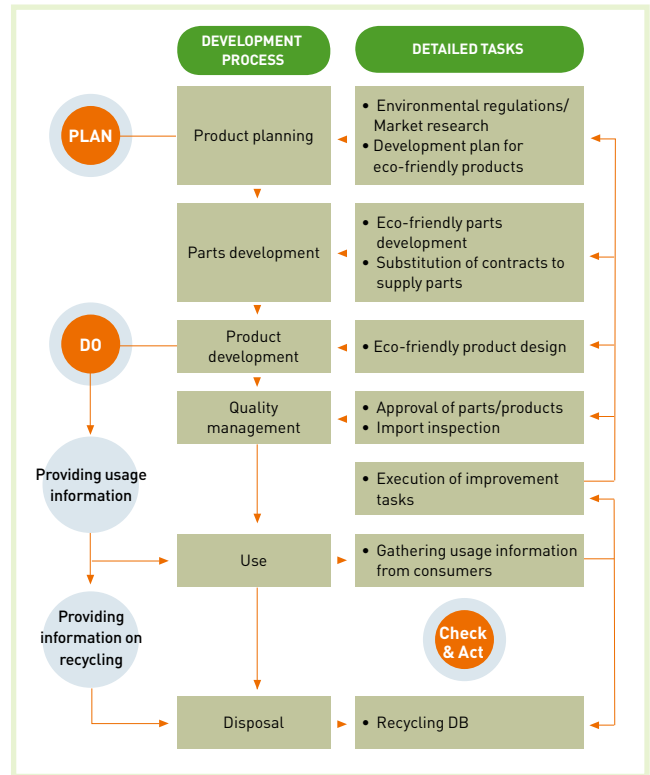 DEVELOPMENT
PROCESS
DETAILED TASKS
PLAN
Product planning
• Environmental regulations/
Market research
• Development plan for
eco-friendly products
Parts development
• Eco-friendly parts
development
• Substitution of contracts to
supply parts
DO
Product
development
• Eco-friendly product design
Quality
management
• Approval of parts/products
• Import inspection
Providing usage
information
• Execution of improvement
tasks
Use
• Gathering usage information
from consumers
Providing
information on
recycling
Check
& Act
Disposal
• Recycling DB